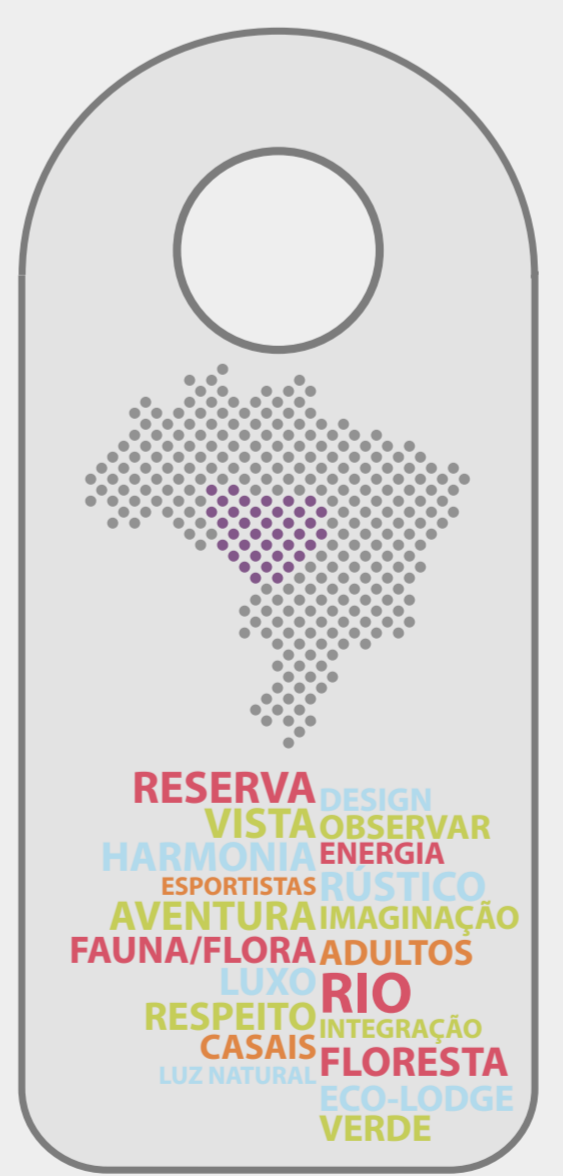 RESERVA
VISTA
HARMONIA
ESPORTISTAS
AVENTURA
FAUNA/FLORA
LUXO
RESPEITO
CASAIS
LUZ NATURAL
DESIGN
OBSERVAR
ENERGIA
RÚSTICO
IMAGINAÇÃO
ADULTOS
RIO
INTEGRAÇÃO
FLORESTA
ECO-LODGE
VERDE